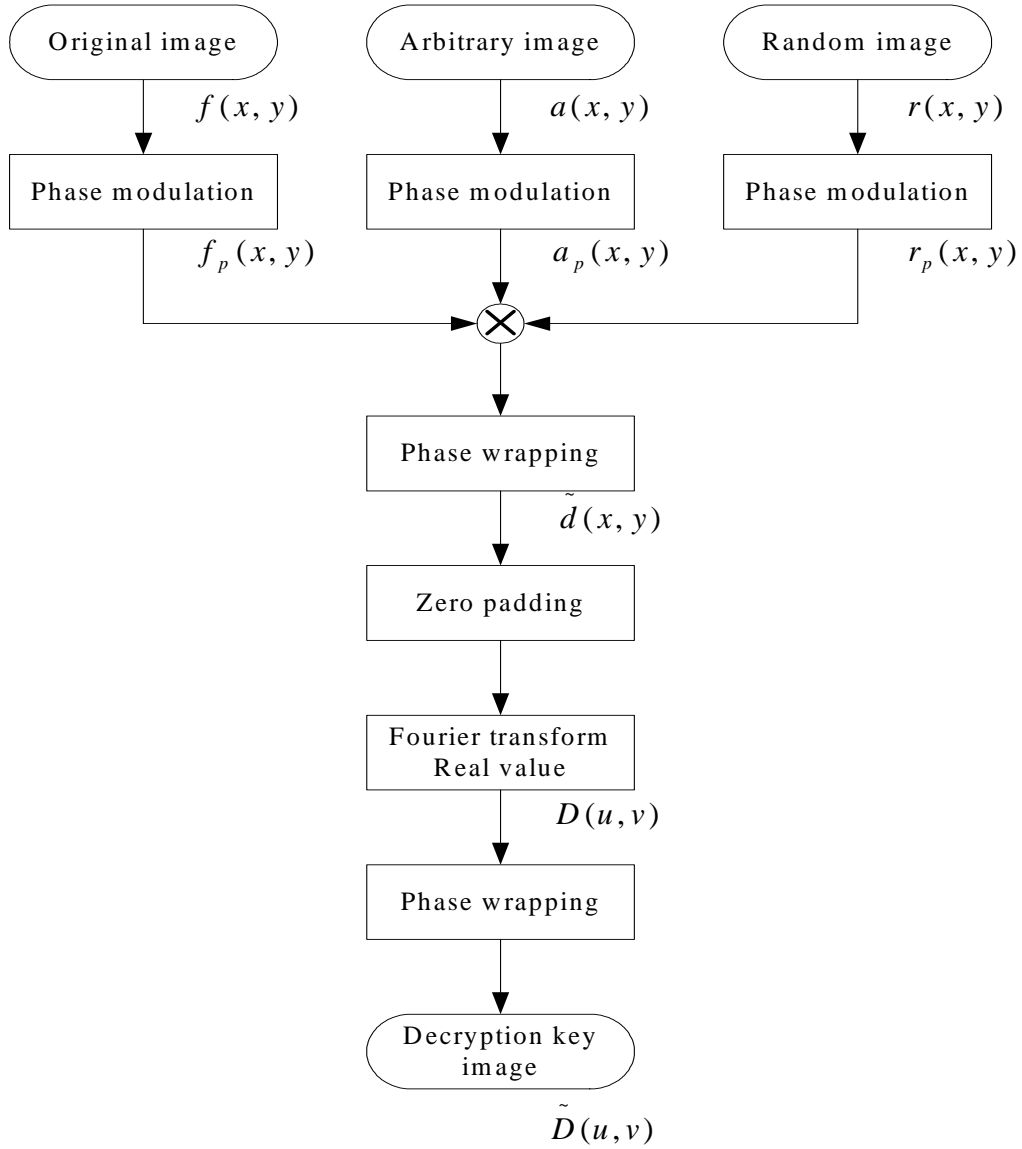 Original image
Arbitrary image
Random image
f(x, y)
a(x, y)
r(x, y)
Phase modulation
Phase modulation
Phase modulation
f_p(x, y)
a_p(x, y)
r_p(x, y)
Phase wrapping
d̃(x, y)
Zero padding
Fourier transform
Real value
D(u, v)
Phase wrapping
Decryption key
image
D̃(u, v)